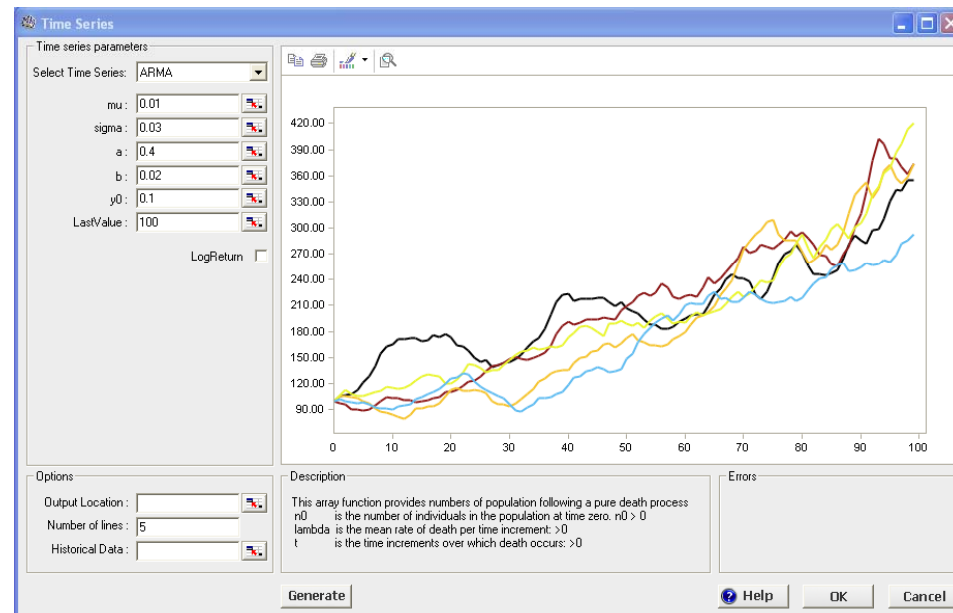 Time Series
Time series parameters
Select Time Series: ARMA
mu : 0.01
sigma : 0.03
a : 0.4
b : 0.02
y0 : 0.1
LastValue : 100
LogReturn
420.00
390.00
360.00
330.00
300.00
270.00
240.00
210.00
180.00
150.00
120.00
90.00
0 10 20 30 40 50 60 70 80 90 100
Options
Output Location :
Number of lines : 5
Historical Data :
Description
This array function provides numbers of population following a pure death process
n0 is the number of individuals in the population at time zero. n0 > 0
lambda is the mean rate of death per time increment: >0
t is the time increments over which death occurs: >0
Errors
Generate
Help
OK
Cancel